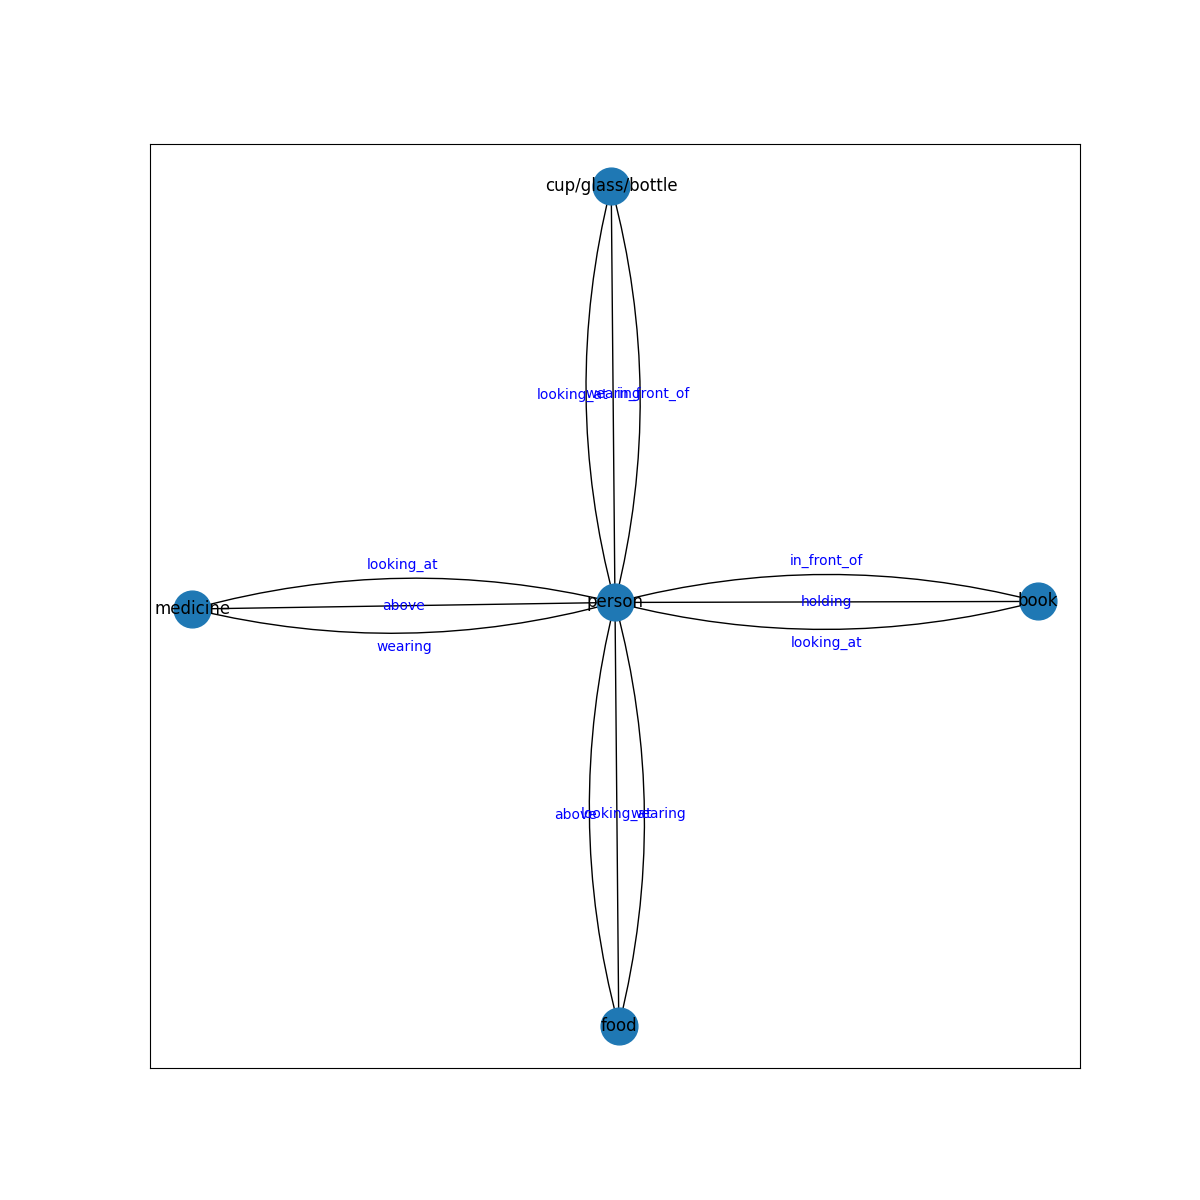 cup/glass/bottle
looking_at
wearing
in_front_of
looking_at
in_front_of
medicine
above
person
holding
book
wearing
looking_at
above
looking_at
wearing
food